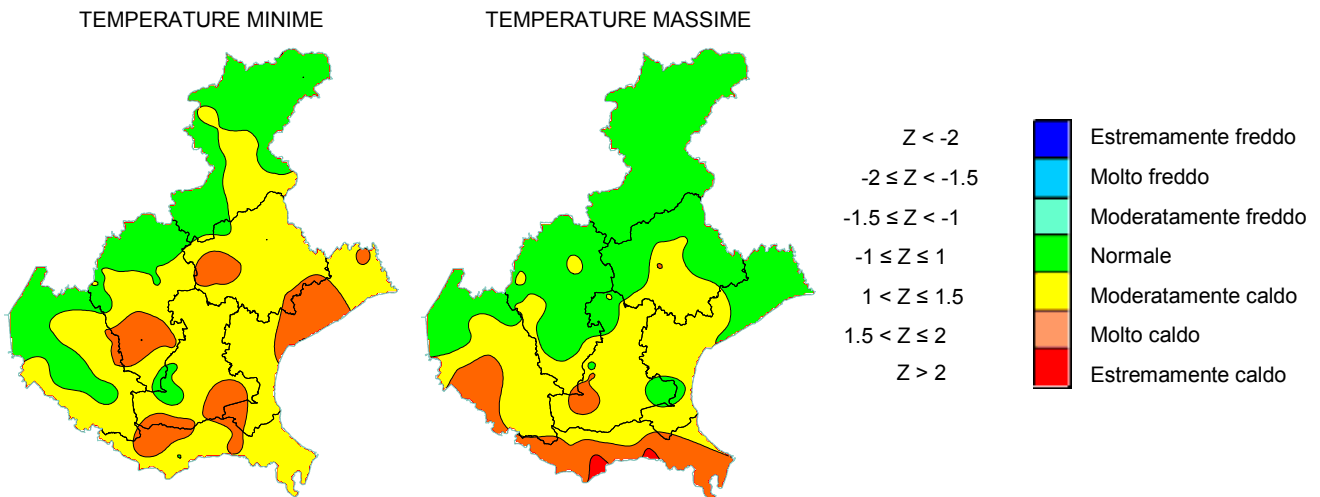 TEMPERATURE MINIME
TEMPERATURE MASSIME
Z < -2 Estremamente freddo
-2 ≤ Z < -1.5 Molto freddo
-1.5 ≤ Z < -1 Moderatamente freddo
-1 ≤ Z ≤ 1 Normale
1 < Z ≤ 1.5 Moderatamente caldo
1.5 < Z ≤ 2 Molto caldo
Z > 2 Estremamente caldo